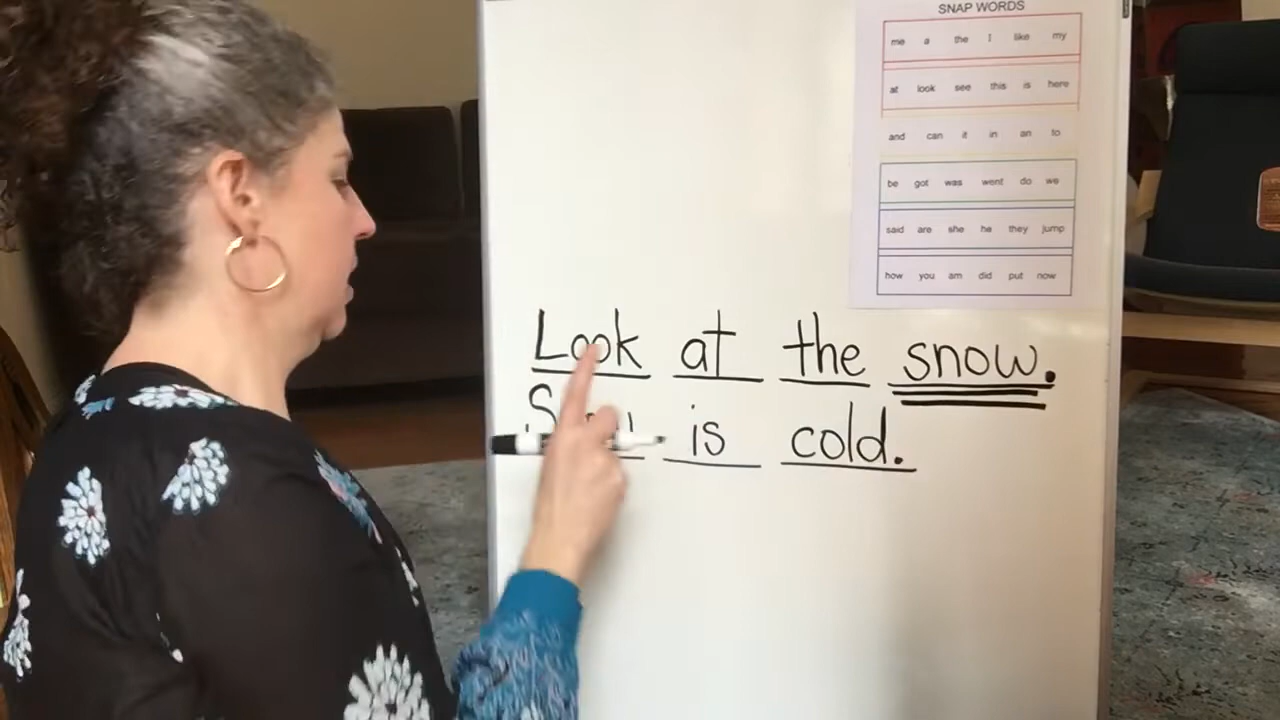 SNAP WORDS
me a the I like my
at look see this is here
and can it in an to
be got was went do we
said are she he they jump
how you am did put now
Look at the snow.
is cold.